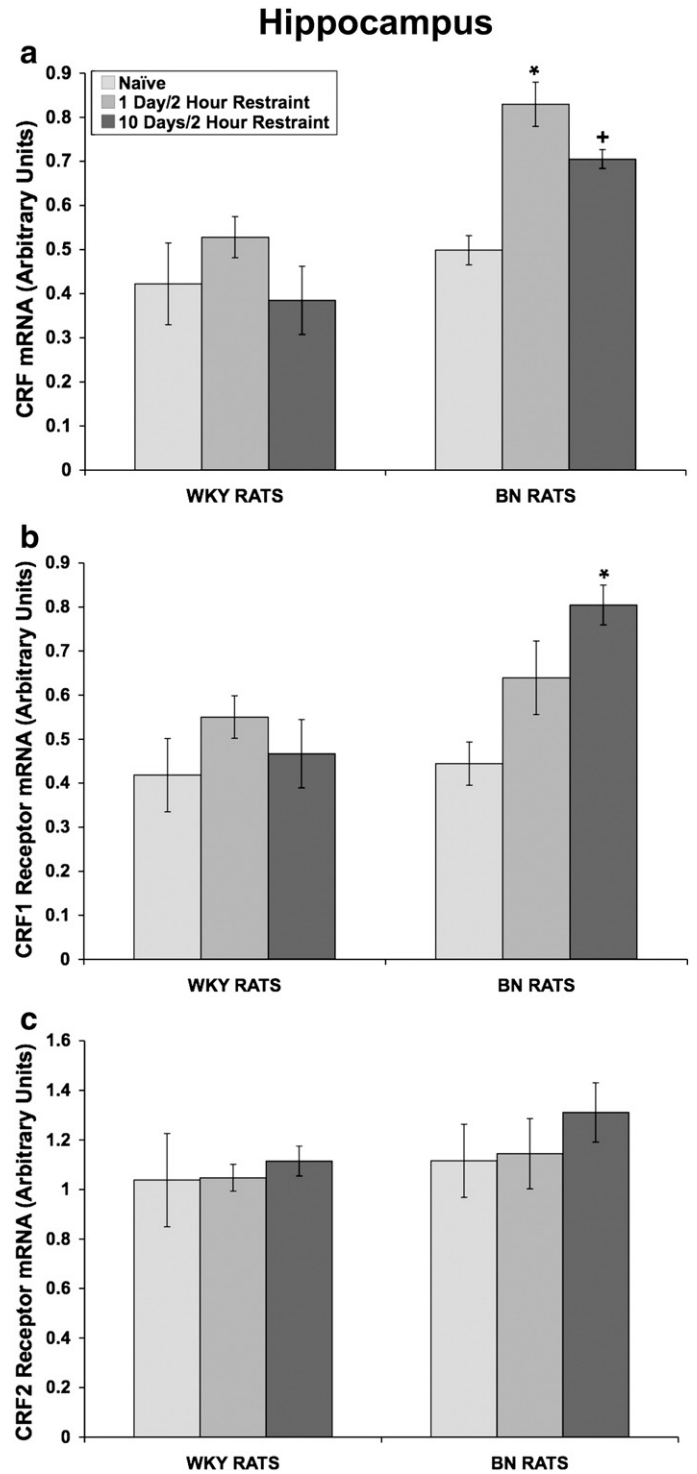 Hippocampus
a
CRF mRNA (Arbitrary Units)
0.9
0.8
0.7
0.6
0.5
0.4
0.3
0.2
0.1
0
Naïve
1 Day/2 Hour Restraint
10 Days/2 Hour Restraint
*
+
WKY RATS
BN RATS
b
CRF1 Receptor mRNA (Arbitrary Units)
0.9
0.8
0.7
0.6
0.5
0.4
0.3
0.2
0.1
0
*
WKY RATS
BN RATS
c
CRF2 Receptor mRNA (Arbitrary Units)
1.6
1.4
1.2
1
0.8
0.6
0.4
0.2
0
WKY RATS
BN RATS